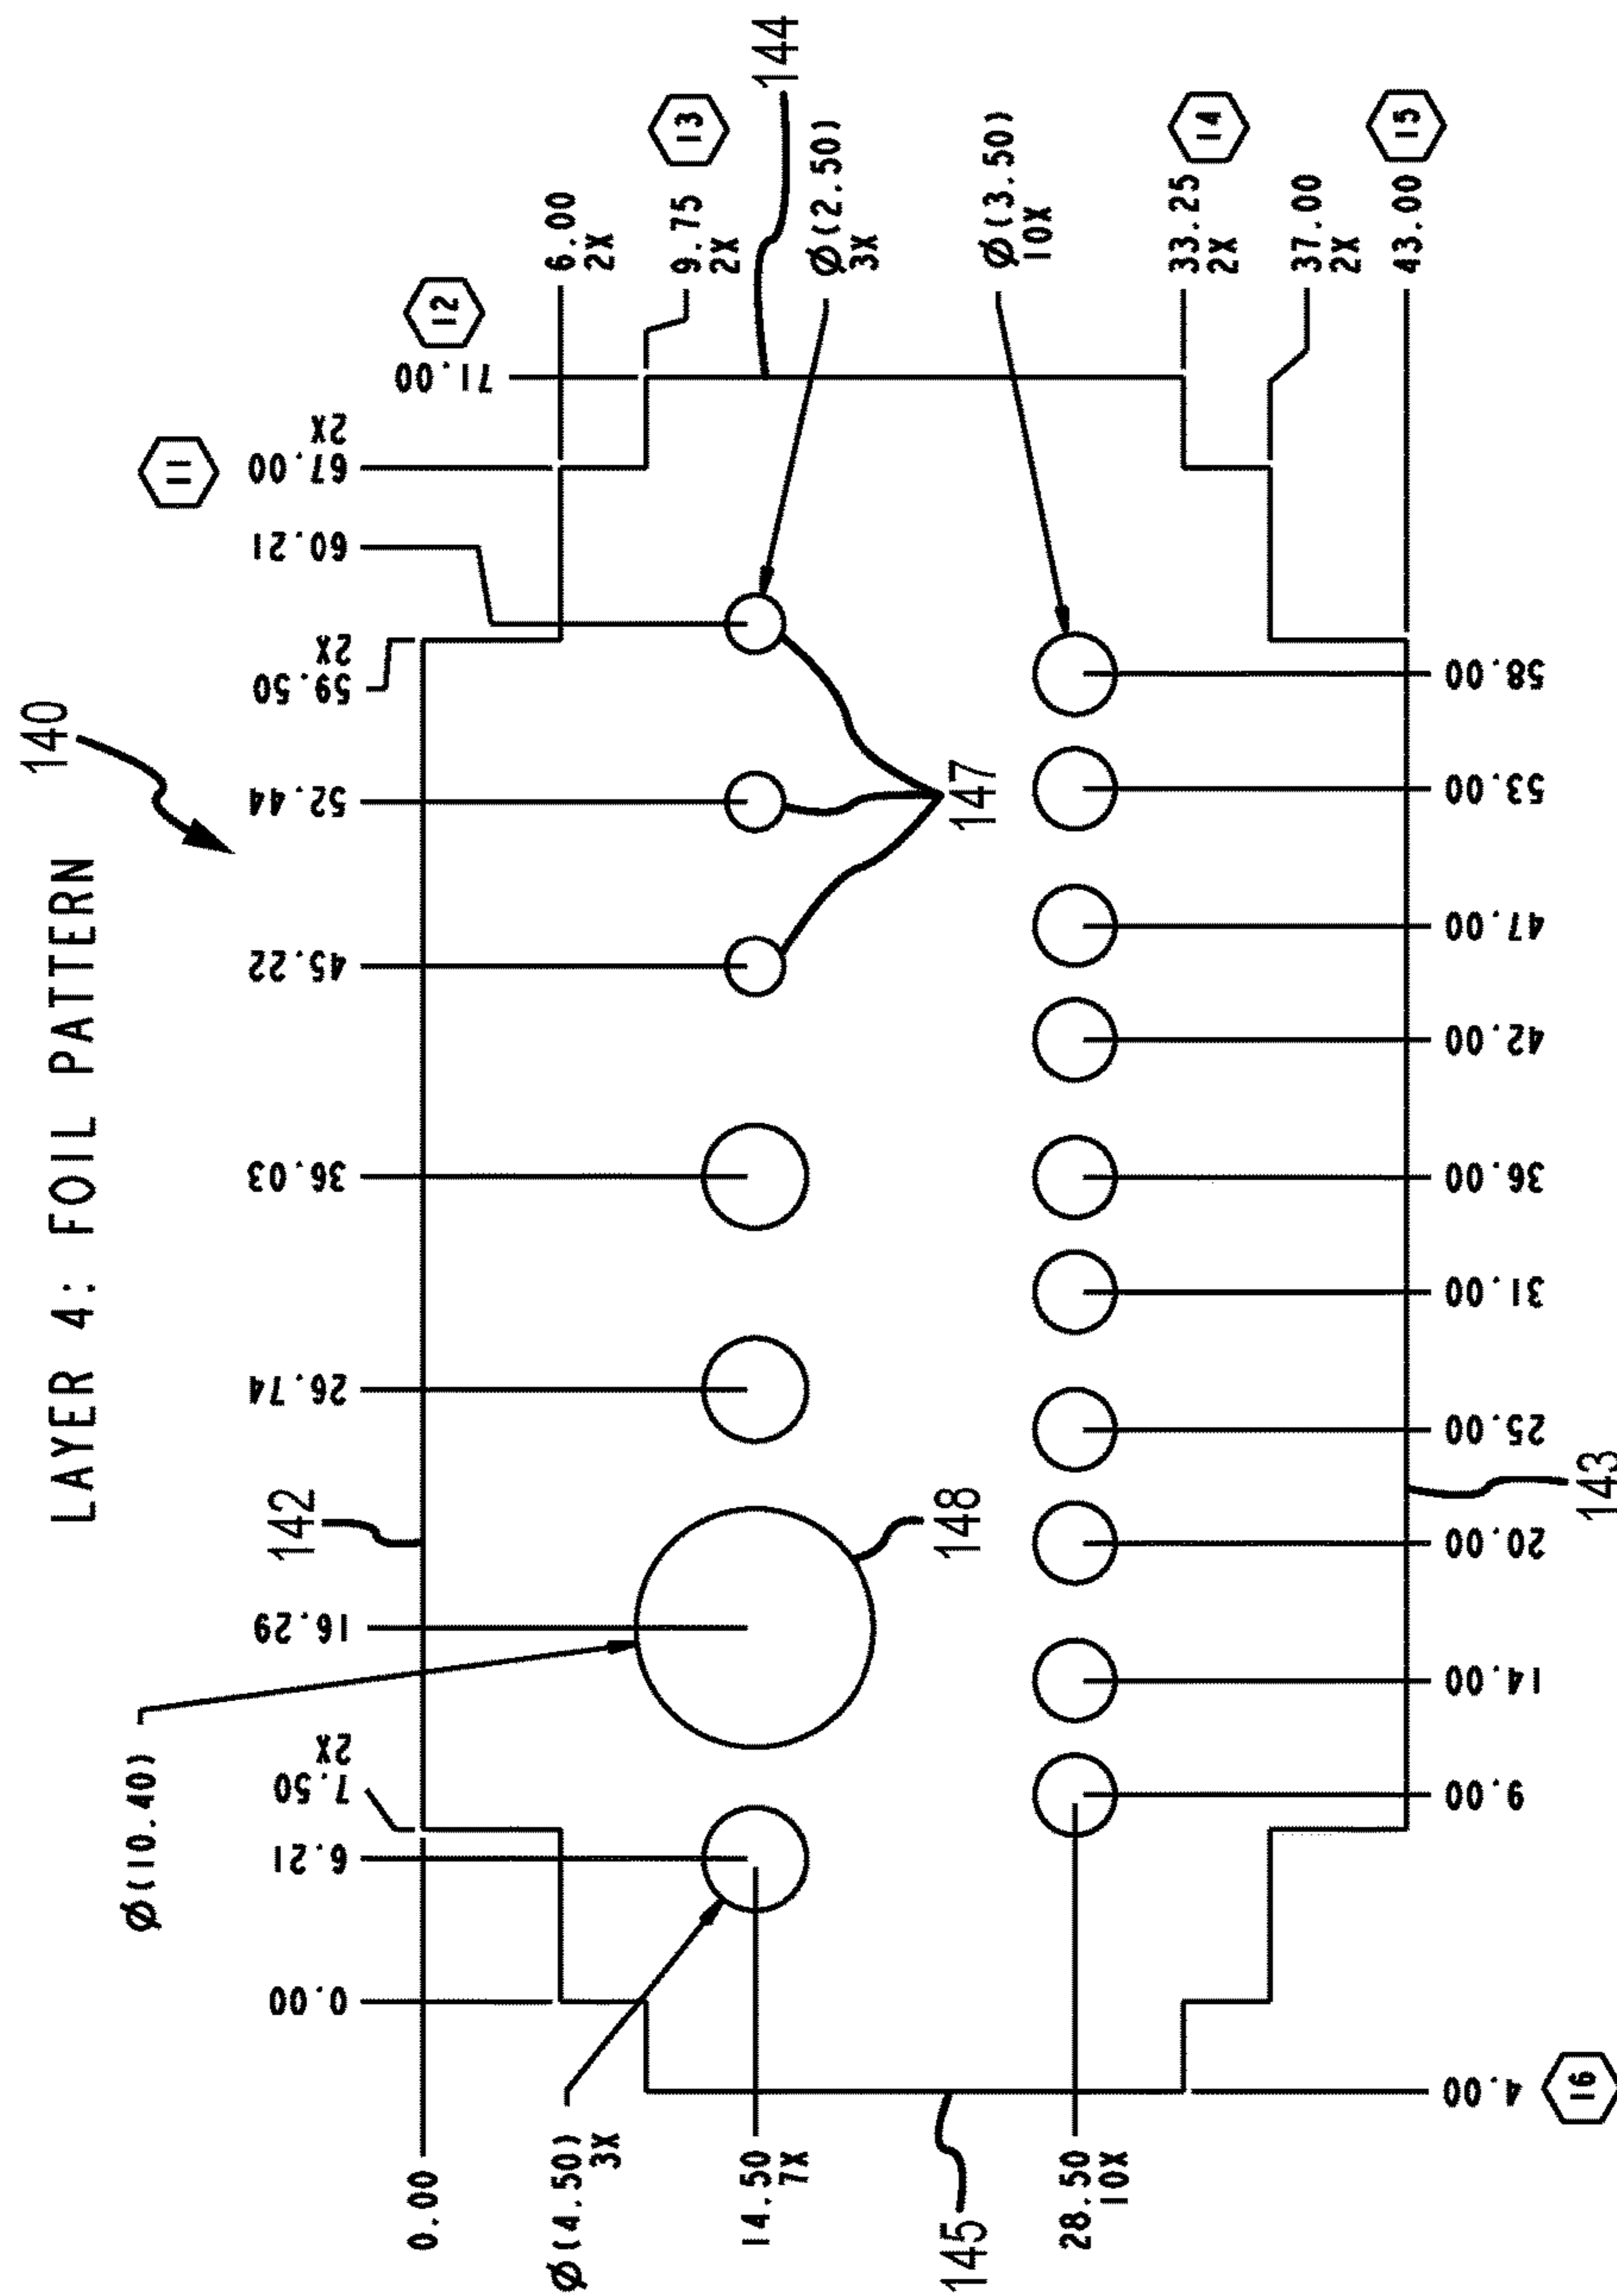 LAYER 4: FOIL PATTERN
140
Ø(10.40)
0.00
6.21
7.50
2X
16.29
26.74
36.03
45.22
52.44
59.50
2X
60.21
67.00
2X
11
71.00
12
142
6.00
2X
9.75
2X
13
144
Ø(2.50)
3X
Ø(3.50)
10X
33.25
2X
14
37.00
2X
43.00
15
147
148
0.00
Ø(4.50)
3X
14.50
7X
145
28.50
10X
4.00
16
9.00
14.00
20.00
25.00
31.00
36.00
42.00
47.00
53.00
58.00
143